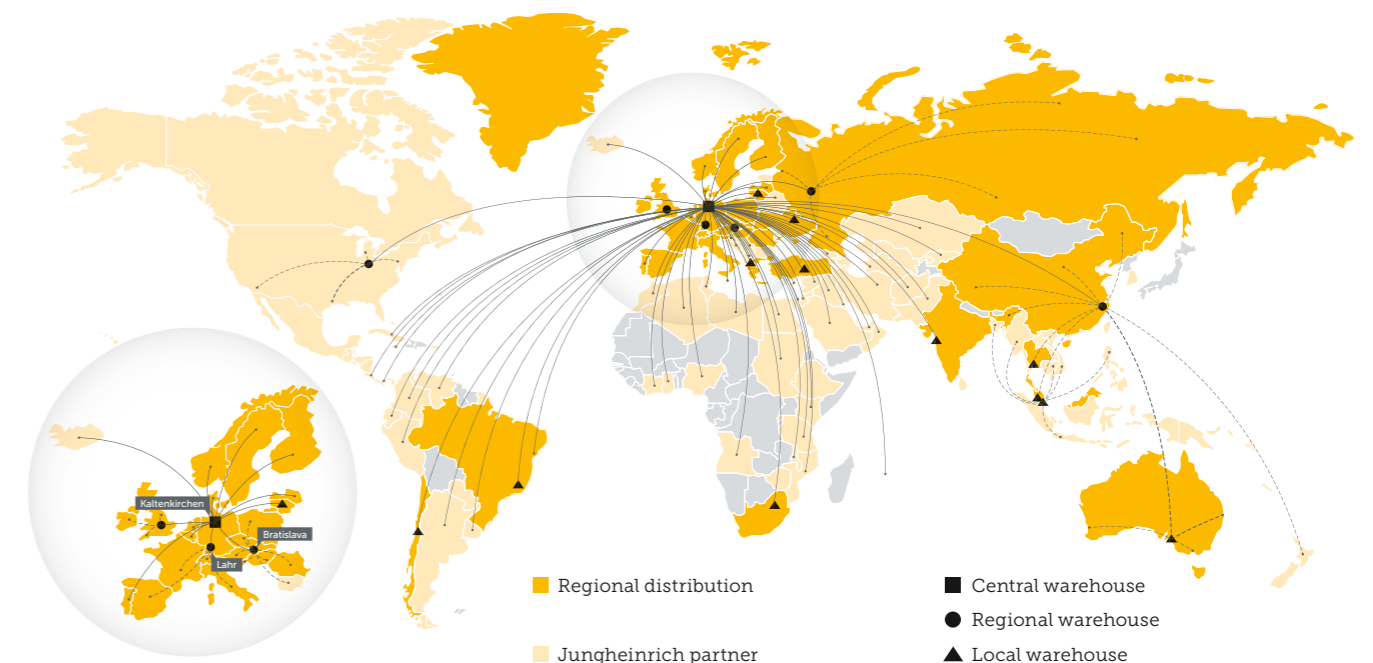 Kaltenkirchen
Bratislava
Lahr
Regional distribution
Central warehouse
Regional warehouse
Jungheinrich partner
Local warehouse